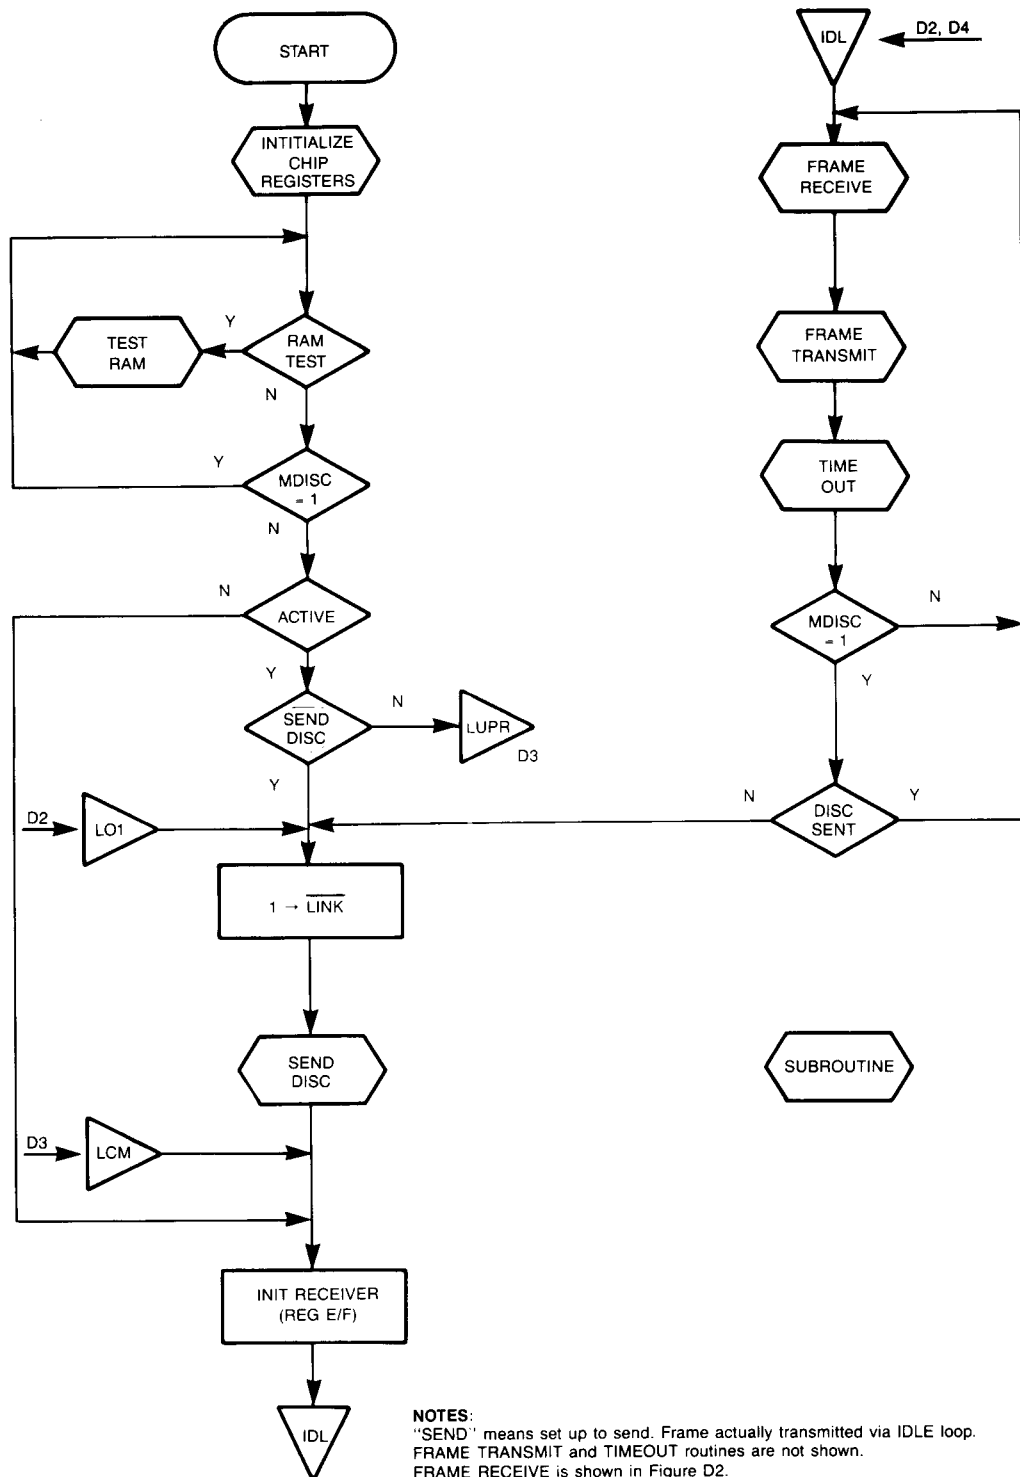 START
INTITIALIZE
CHIP
REGISTERS
Y
TEST
RAM
RAM
TEST
N
Y
MDISC
= 1
N
N
ACTIVE
Y
SEND
DISC
N
LUPR
D3
Y
D2
LO1
1 → LINK
SEND
DISC
D3
LCM
INIT RECEIVER
(REG E/F)
IDL
IDL
D2, D4
FRAME
RECEIVE
FRAME
TRANSMIT
TIME
OUT
MDISC
= 1
N
Y
N
DISC
SENT
Y
SUBROUTINE
NOTES:
"SEND" means set up to send. Frame actually transmitted via IDLE loop.
FRAME TRANSMIT and TIMEOUT routines are not shown.
FRAME RECEIVE is shown in Figure D2.